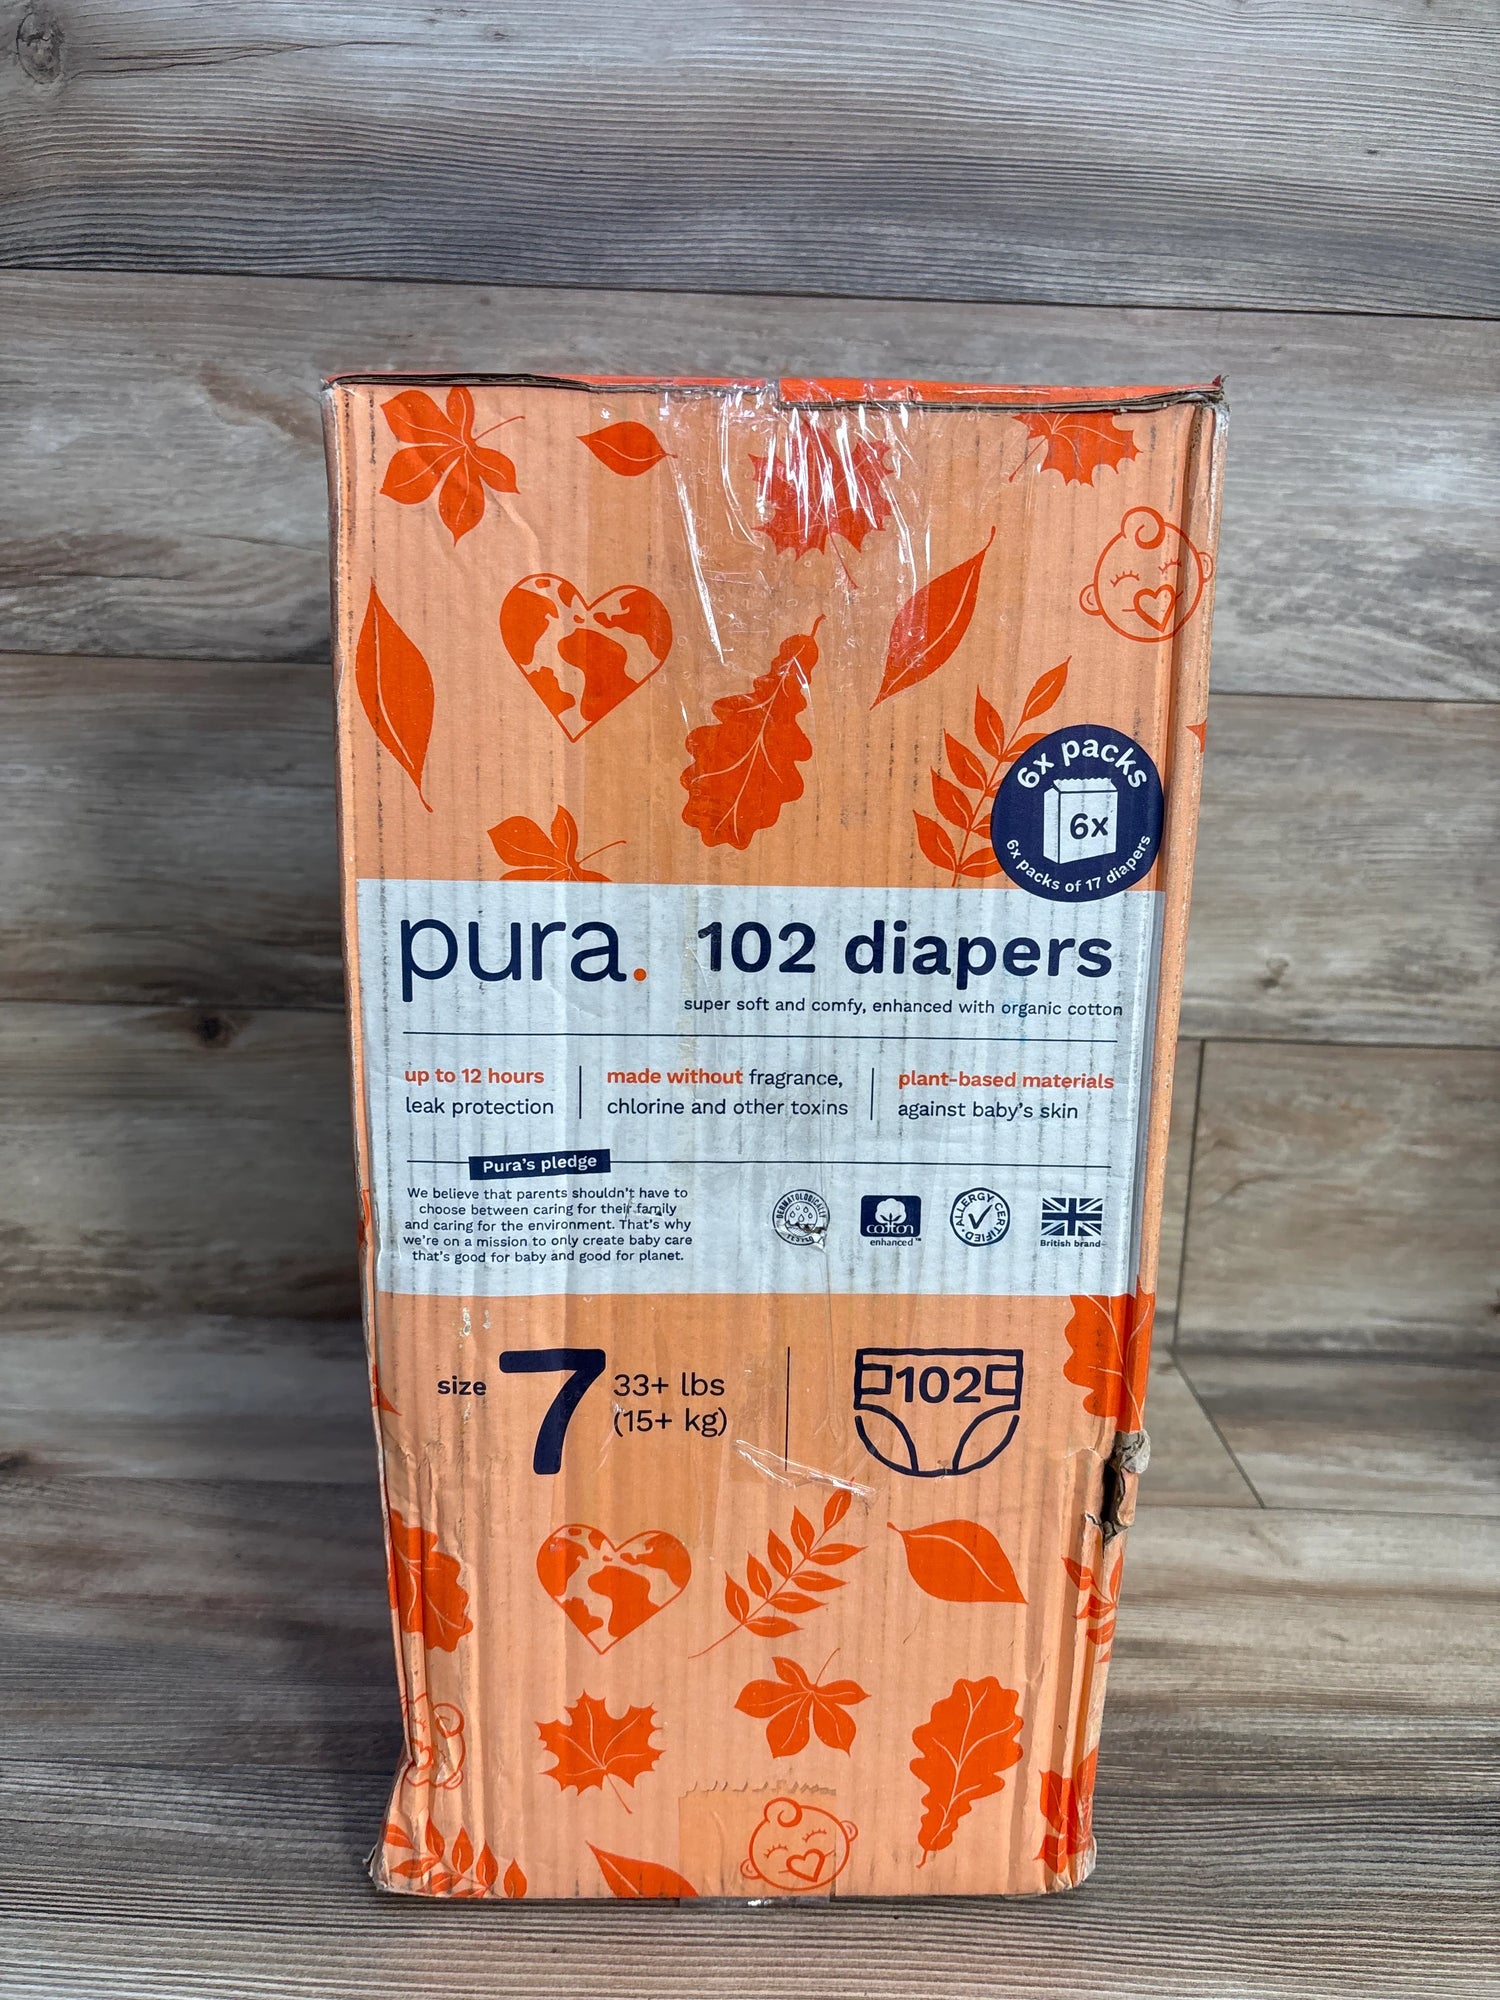 6x packs
6x
6x packs of 17 diapers
pura. 102 diapers
super soft and comfy, enhanced with organic cotton
up to 12 hours
leak protection
made without fragrance,
chlorine and other toxins
plant-based materials
against baby's skin
Pura's pledge
We believe that parents shouldn't have to
choose between caring for their family
and caring for the environment. That's why
we're on a mission to only create baby care
that's good for baby and good for planet.
DERMATOLOGICALLY
TESTED
cotton
enhanced™
ALLERGY CERTIFIED
British brand
size 7 33+ lbs
(15+ kg)
102